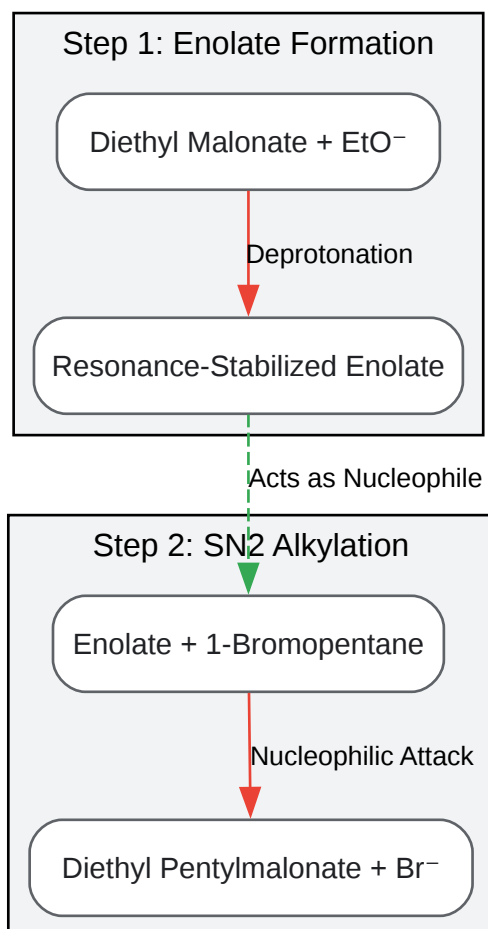 Step 1: Enolate Formation
Diethyl Malonate + EtO⁻
Deprotonation
Resonance-Stabilized Enolate
Acts as Nucleophile
Step 2: SN2 Alkylation
Enolate + 1-Bromopentane
Nucleophilic Attack
Diethyl Pentylmalonate + Br⁻